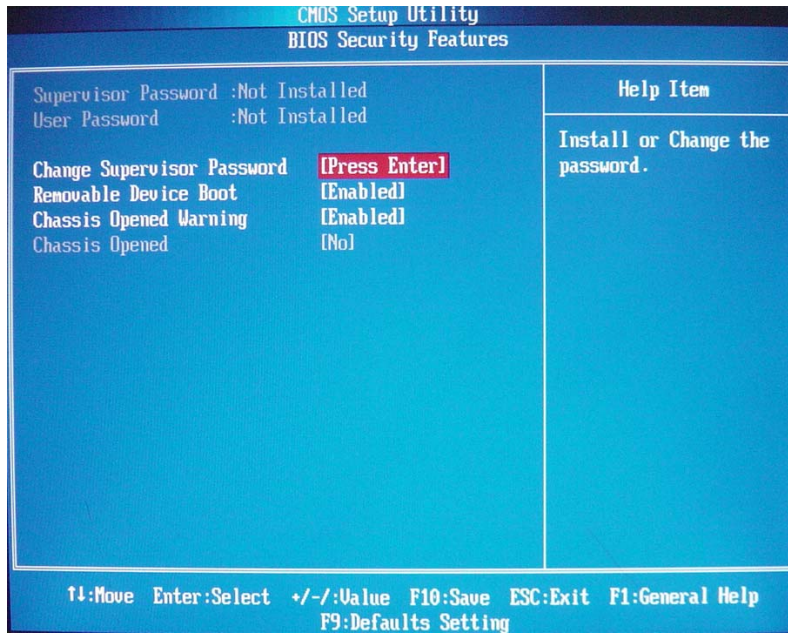 CMOS Setup Utility
BIOS Security Features
Supervisor Password :Not Installed
User Password :Not Installed
Change Supervisor Password [Press Enter]
Removable Device Boot [Enabled]
Chassis Opened Warning [Enabled]
Chassis Opened [No]
Help Item
Install or Change the
password.
↑↓:Move Enter:Select +/-/:Value F10:Save ESC:Exit F1:General Help
F9:Defaults Setting